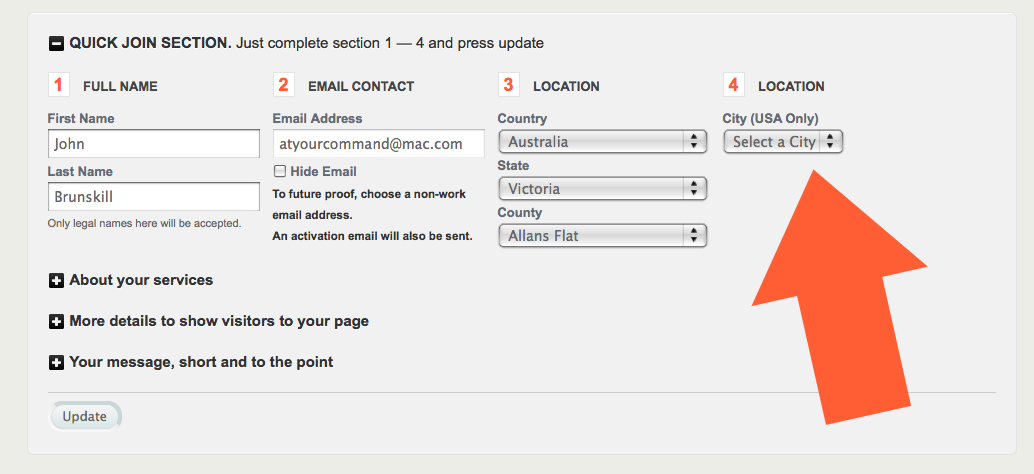 QUICK JOIN SECTION. Just complete section 1 — 4 and press update
1 FULL NAME
First Name
John
Last Name
Brunskill
Only legal names here will be accepted.
2 EMAIL CONTACT
Email Address
atyourcommand@mac.com
Hide Email
To future proof, choose a non-work
email address.
An activation email will also be sent.
3 LOCATION
Country
Australia
State
Victoria
County
Allans Flat
4 LOCATION
City (USA Only)
Select a City
About your services
More details to show visitors to your page
Your message, short and to the point
Update